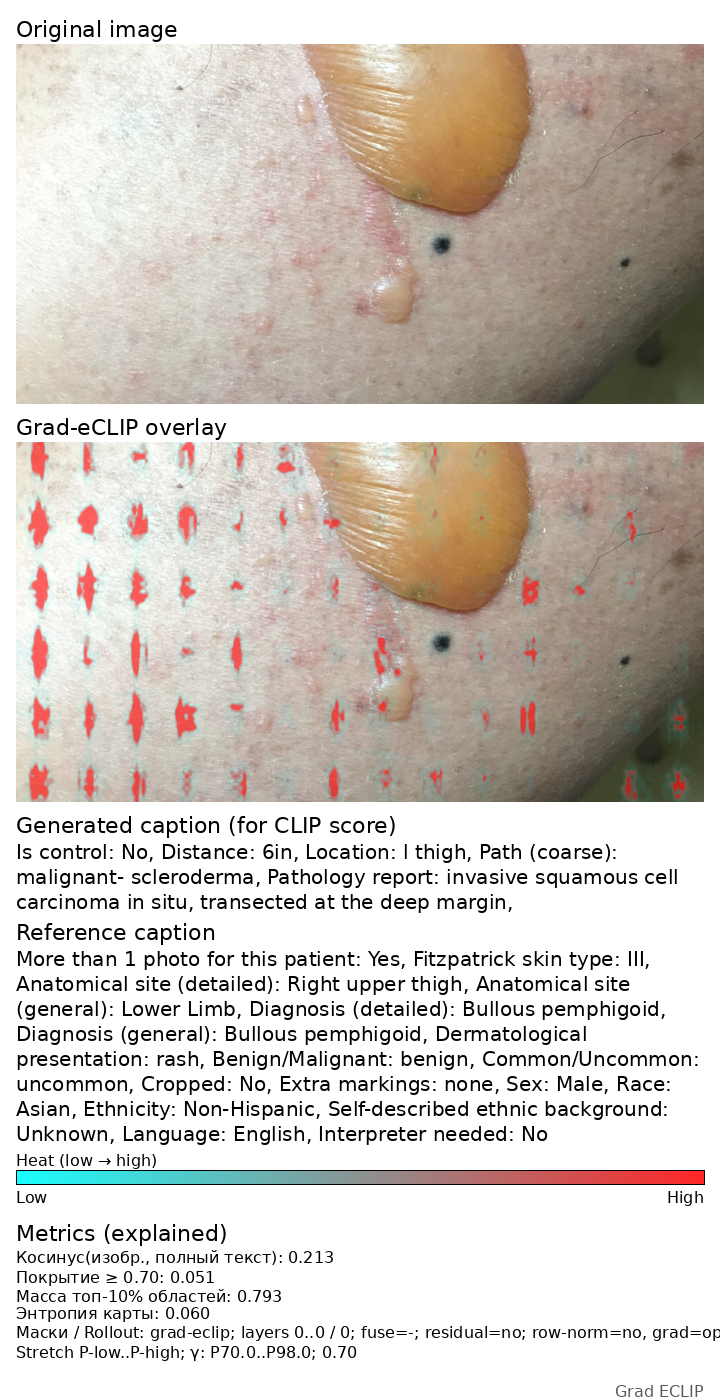 Original image
Grad-eCLIP overlay
Generated caption (for CLIP score)
Is control: No, Distance: 6in, Location: l thigh, Path (coarse):
malignant- scleroderma, Pathology report: invasive squamous cell
carcinoma in situ, transected at the deep margin,
Reference caption
More than 1 photo for this patient: Yes, Fitzpatrick skin type: III,
Anatomical site (detailed): Right upper thigh, Anatomical site
(general): Lower Limb, Diagnosis (detailed): Bullous pemphigoid,
Diagnosis (general): Bullous pemphigoid, Dermatological
presentation: rash, Benign/Malignant: benign, Common/Uncommon:
uncommon, Cropped: No, Extra markings: none, Sex: Male, Race:
Asian, Ethnicity: Non-Hispanic, Self-described ethnic background:
Unknown, Language: English, Interpreter needed: No
Heat (low → high)
Low High
Metrics (explained)
Косинус(изобр., полный текст): 0.213
Покрытие ≥ 0.70: 0.051
Масса топ-10% областей: 0.793
Энтропия карты: 0.060
Маски / Rollout: grad-eclip; layers 0..0 / 0; fuse=-; residual=no; row-norm=no, grad=op
Stretch P-low..P-high; γ: P70.0..P98.0; 0.70
Grad ECLIP